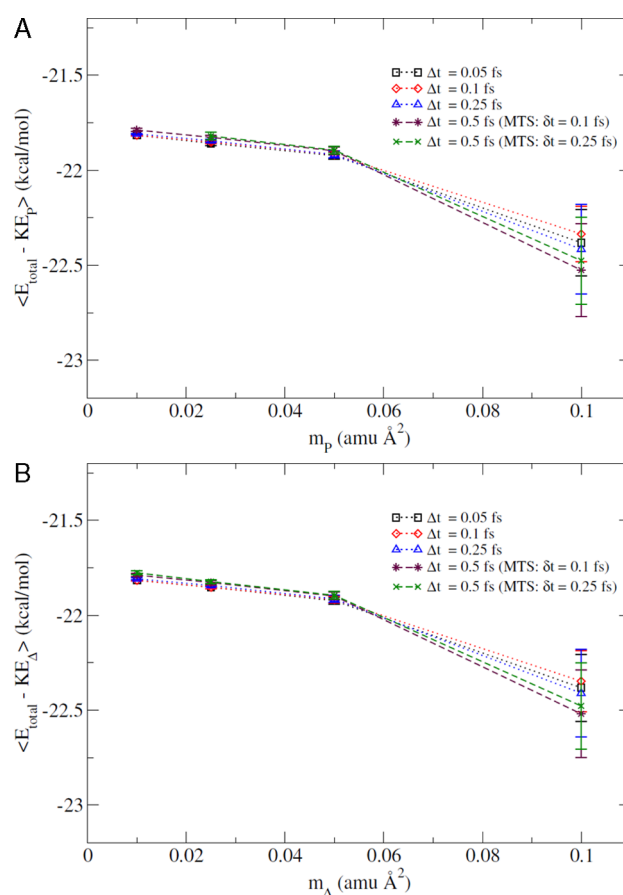 A
-21.5
-22
-22.5
-23
<E_total - KE_P> (kcal/mol)
Δt = 0.05 fs
Δt = 0.1 fs
Δt = 0.25 fs
Δt = 0.5 fs (MTS: δt = 0.1 fs)
Δt = 0.5 fs (MTS: δt = 0.25 fs)
0 0.02 0.04 0.06 0.08 0.1
m_P (amu Å²)
B
-21.5
-22
-22.5
-23
<E_total - KE_Δ> (kcal/mol)
Δt = 0.05 fs
Δt = 0.1 fs
Δt = 0.25 fs
Δt = 0.5 fs (MTS: δt = 0.1 fs)
Δt = 0.5 fs (MTS: δt = 0.25 fs)
0 0.02 0.04 0.06 0.08 0.1
m_Δ (amu Å²)